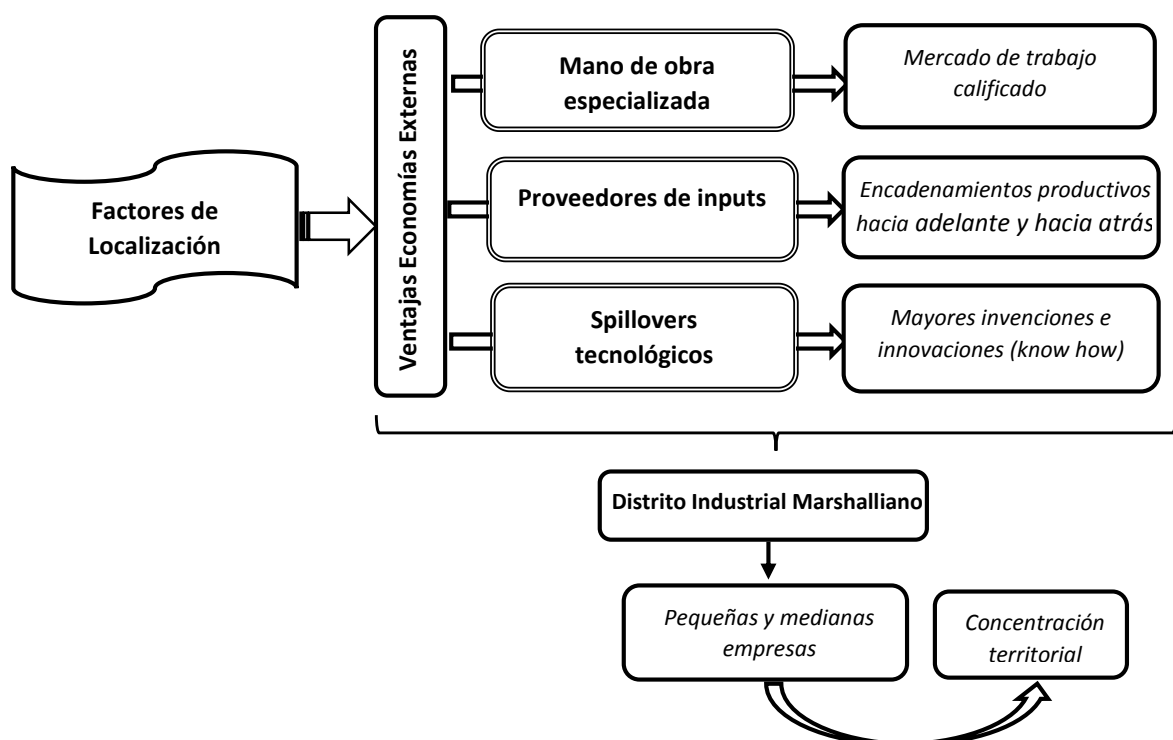 Factores de
Localización
Ventajas Economías Externas
Mano de obra
especializada
Mercado de trabajo
calificado
Proveedores de inputs
Encadenamientos productivos
hacia adelante y hacia atrás
Spillovers
tecnológicos
Mayores invenciones e
innovaciones (know how)
Distrito Industrial Marshalliano
Pequeñas y medianas
empresas
Concentración
territorial